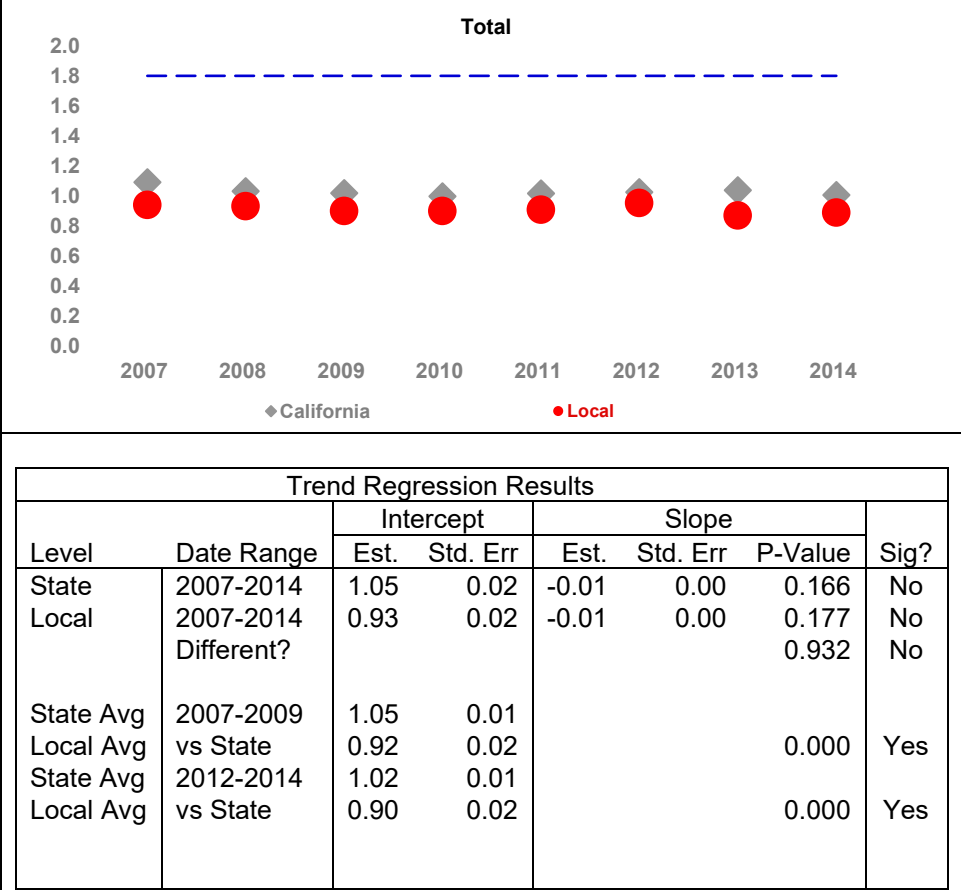 Total
2.0
1.8
1.6
1.4
1.2
1.0
0.8
0.6
0.4
0.2
0.0
2007 2008 2009 2010 2011 2012 2013 2014
California Local
Trend Regression Results
Intercept Slope
Level Date Range Est. Std. Err Est. Std. Err P-Value Sig?
State 2007-2014 1.05 0.02 -0.01 0.00 0.166 No
Local 2007-2014 0.93 0.02 -0.01 0.00 0.177 No
Different? 0.932 No
State Avg 2007-2009 1.05 0.01
Local Avg vs State 0.92 0.02 0.000 Yes
State Avg 2012-2014 1.02 0.01
Local Avg vs State 0.90 0.02 0.000 Yes